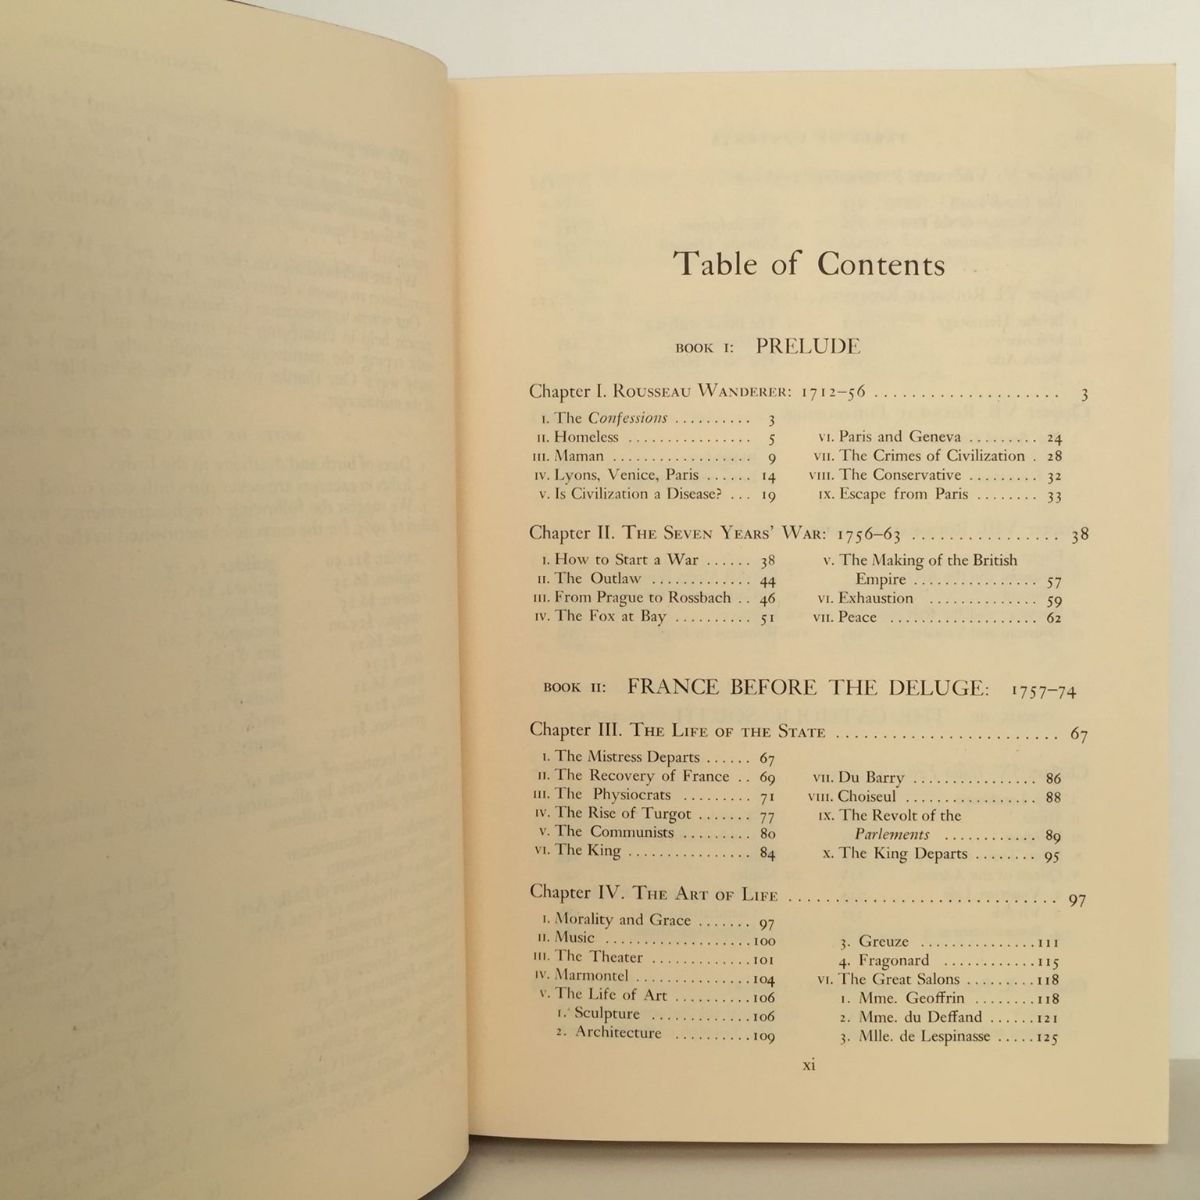 Table of Contents
BOOK I: PRELUDE
Chapter I. ROUSSEAU WANDERER: 1712–56 . . . . . . . . . . . . . . . . . . . . 3
I. The Confessions . . . . . . . . . . 3
II. Homeless . . . . . . . . . . . . . . . . 5
III. Maman . . . . . . . . . . . . . . . . . . 9
IV. Lyons, Venice, Paris . . . . . . 14
V. Is Civilization a Disease? . . . 19
VI. Paris and Geneva . . . . . . . . . 24
VII. The Crimes of Civilization . 28
VIII. The Conservative . . . . . . . . . 32
IX. Escape from Paris . . . . . . . . 33
Chapter II. THE SEVEN YEARS' WAR: 1756–63 . . . . . . . . . . . . . . . . 38
I. How to Start a War . . . . . . 38
II. The Outlaw . . . . . . . . . . . . . 44
III. From Prague to Rossbach . . 46
IV. The Fox at Bay . . . . . . . . . . 51
V. The Making of the British
Empire . . . . . . . . . . . . . . . . 57
VI. Exhaustion . . . . . . . . . . . . . . 59
VII. Peace . . . . . . . . . . . . . . . . . . . 62
BOOK II: FRANCE BEFORE THE DELUGE: 1757–74
Chapter III. THE LIFE OF THE STATE . . . . . . . . . . . . . . . . . . . . . . . . 67
I. The Mistress Departs . . . . . . 67
II. The Recovery of France . . 69
III. The Physiocrats . . . . . . . . . 71
IV. The Rise of Turgot . . . . . . . 77
V. The Communists . . . . . . . . . 80
VI. The King . . . . . . . . . . . . . . . . 84
VII. Du Barry . . . . . . . . . . . . . . . . 86
VIII. Choiseul . . . . . . . . . . . . . . . . . 88
IX. The Revolt of the
Parlements . . . . . . . . . . . . 89
X. The King Departs . . . . . . . . 95
Chapter IV. THE ART OF LIFE . . . . . . . . . . . . . . . . . . . . . . . . . . . . . 97
I. Morality and Grace . . . . . . . 97
II. Music . . . . . . . . . . . . . . . . . . . 100
III. The Theater . . . . . . . . . . . . . 101
IV. Marmontel . . . . . . . . . . . . . . . 104
V. The Life of Art . . . . . . . . . . 106
1. Sculpture . . . . . . . . . . . . . 106
2. Architecture . . . . . . . . . . 109
3. Greuze . . . . . . . . . . . . . . . 111
4. Fragonard . . . . . . . . . . . . 115
VI. The Great Salons . . . . . . . . . 118
1. Mme. Geoffrin . . . . . . . . 118
2. Mme. du Deffand . . . . . . 121
3. Mlle. de Lespinasse . . . . . 125
xi